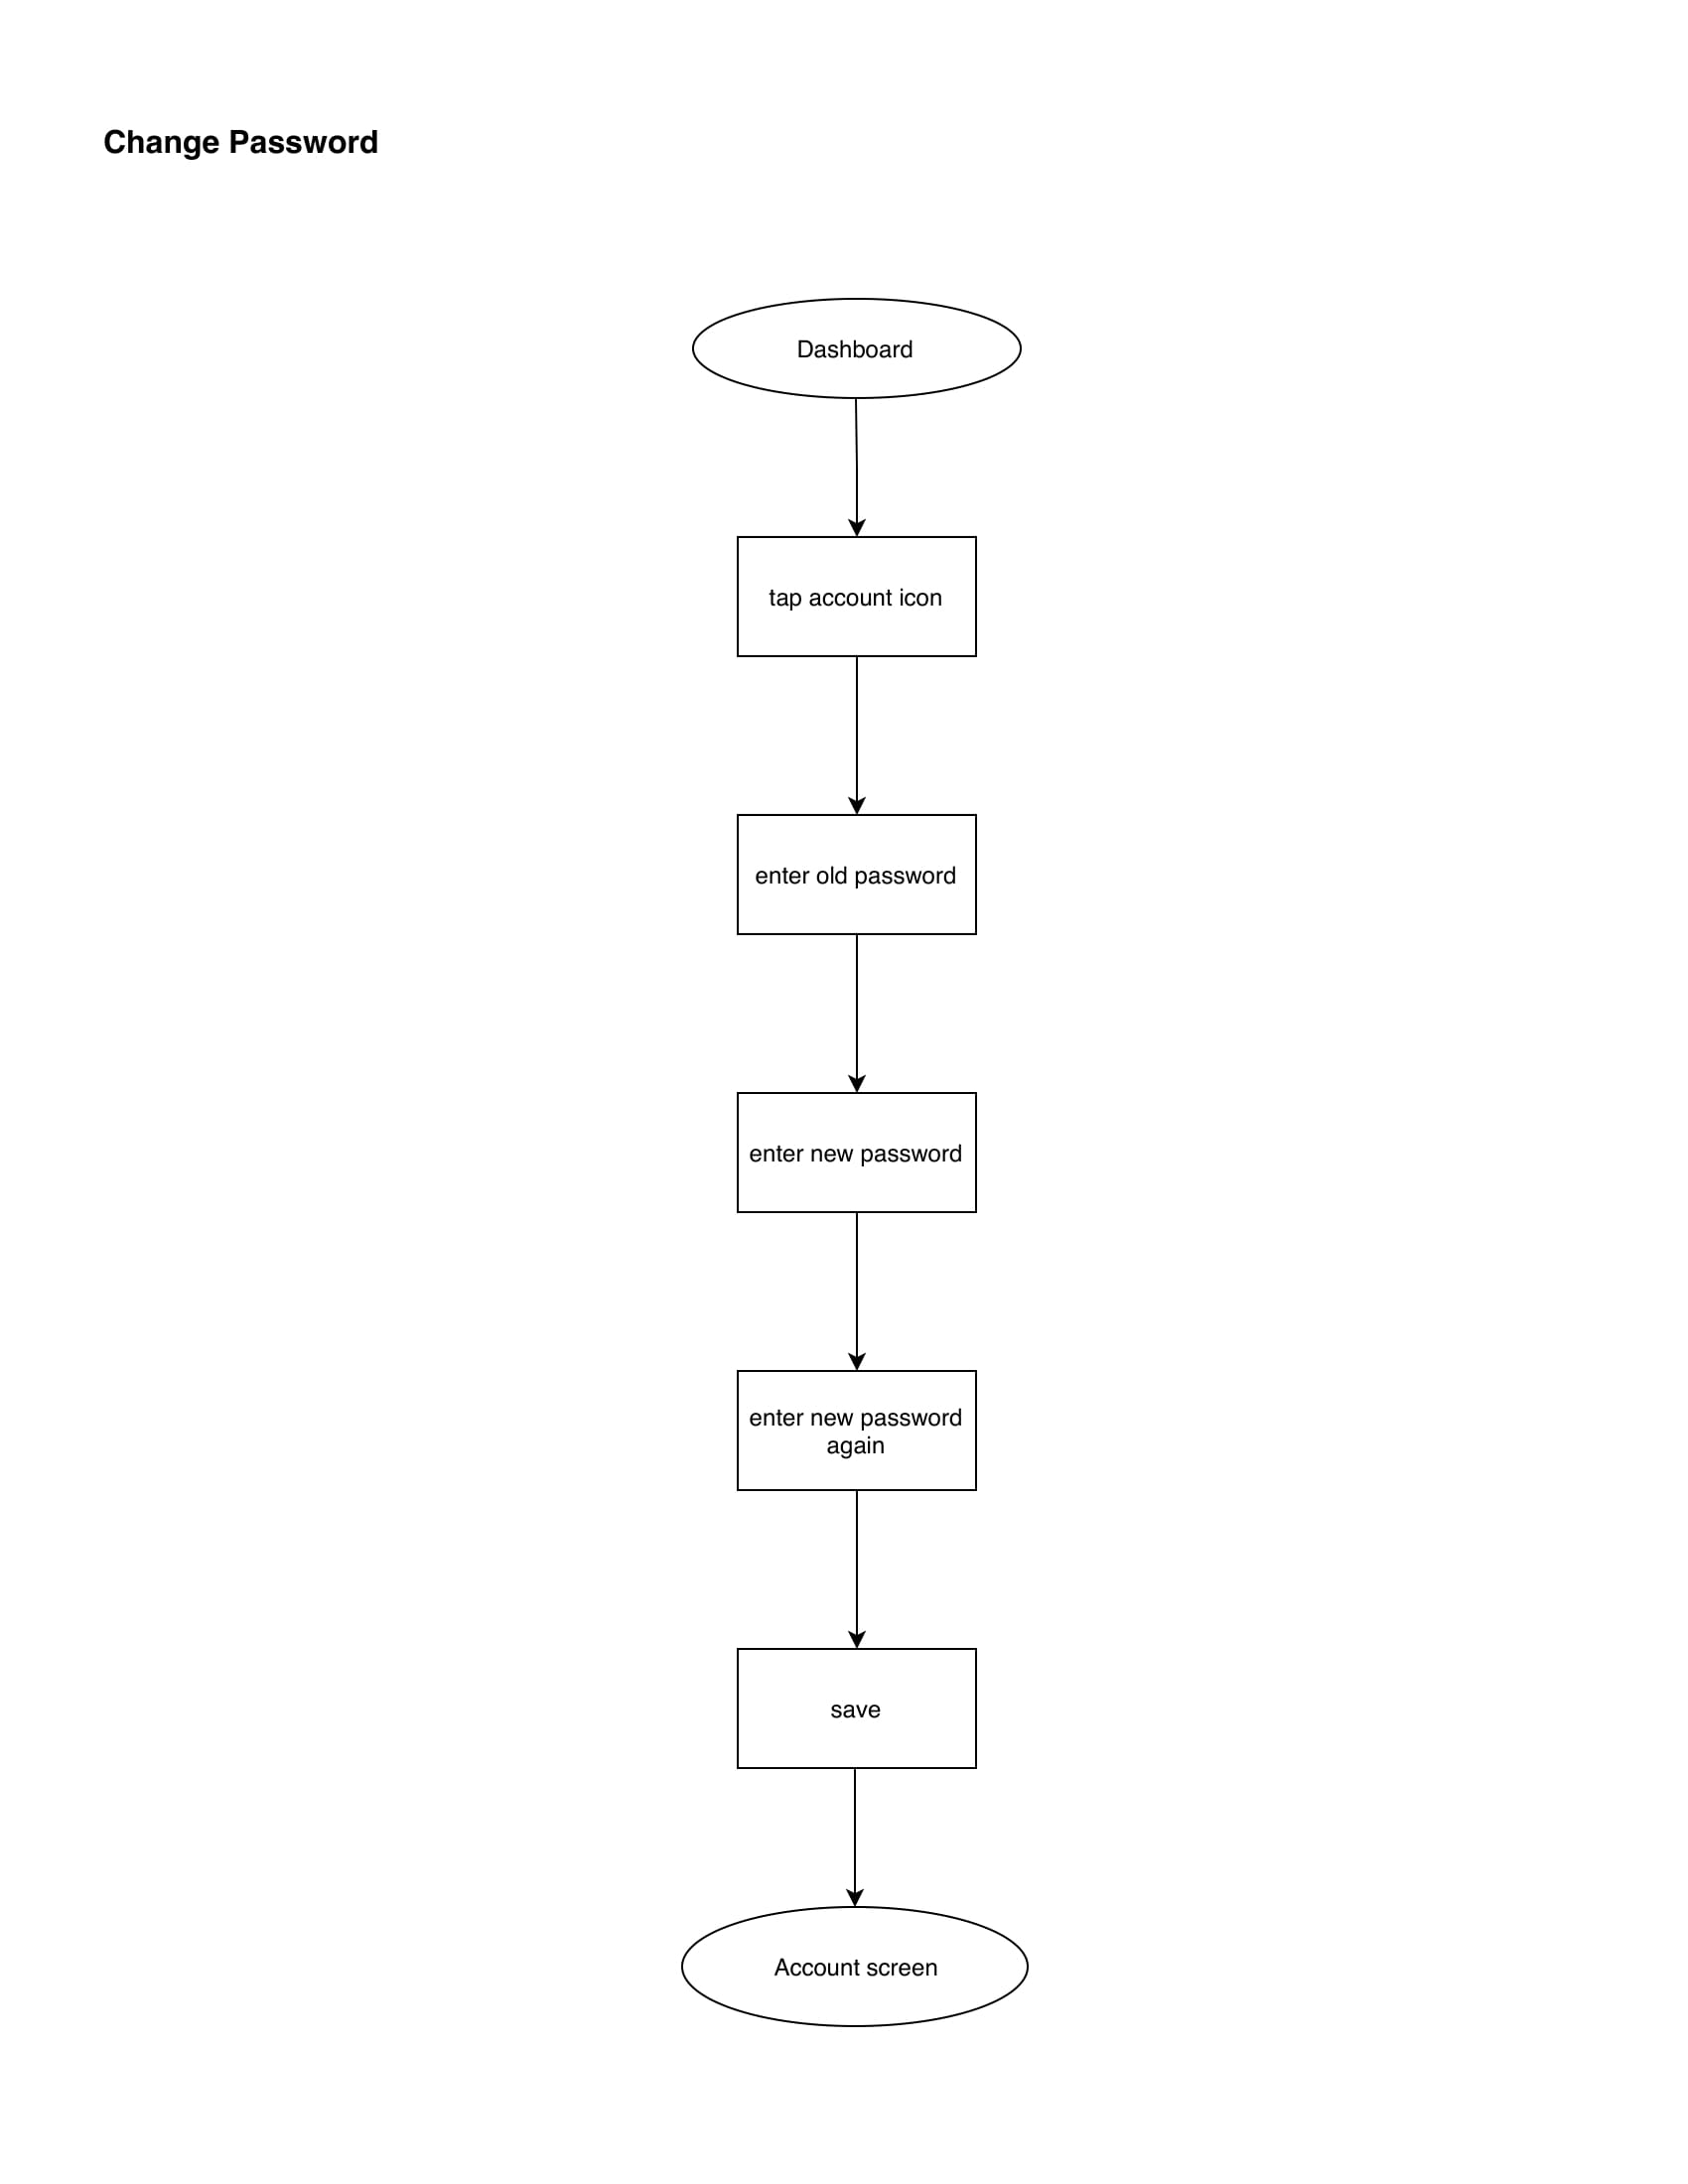 Change Password
Dashboard
tap account icon
enter old password
enter new password
enter new password
again
save
Account screen